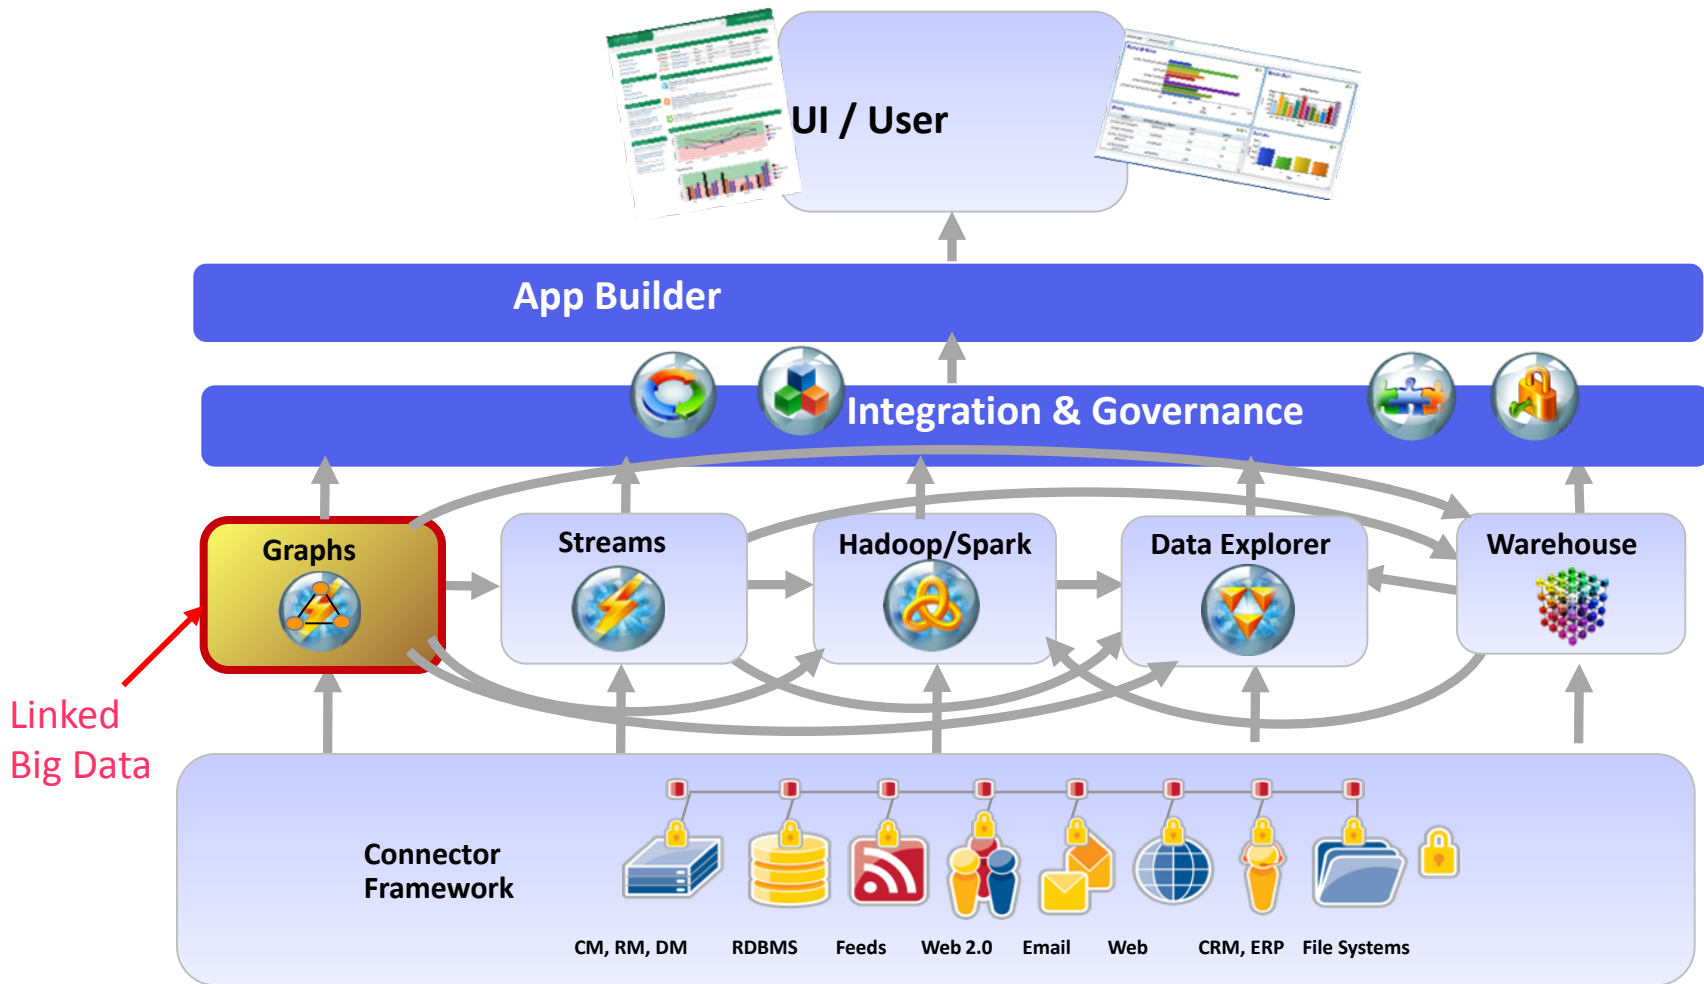 UI / User
App Builder
Integration & Governance
Graphs
Streams
Hadoop/Spark
Data Explorer
Warehouse
Linked
Big Data
Connector
Framework
CM, RM, DM
RDBMS
Feeds
Web 2.0
Email
Web
CRM, ERP
File Systems